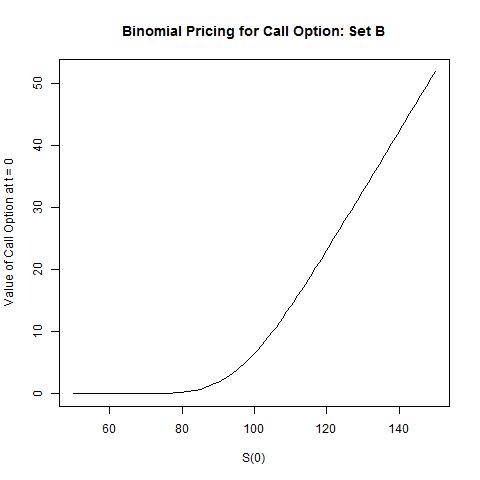 Binomial Pricing for Call Option: Set B
Value of Call Option at t = 0
50
40
30
20
10
0
60 80 100 120 140
S(0)